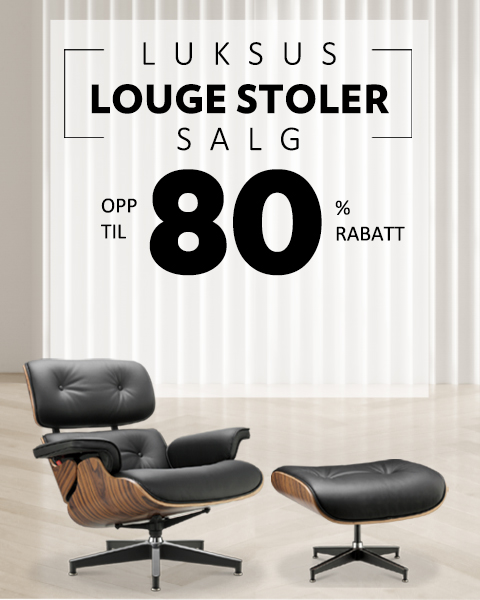 LUKSUS
LOUGE STOLER
SALG
OPP
TIL
80
%
RABATT